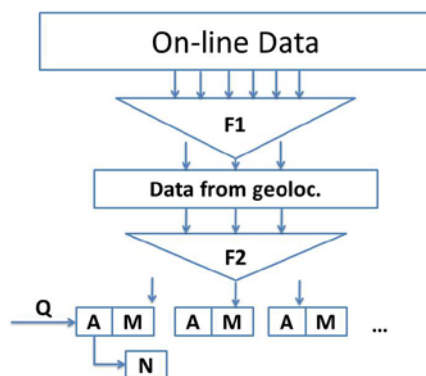 On-line Data
F1
Data from geoloc.
F2
Q
A M A M A M ...
N